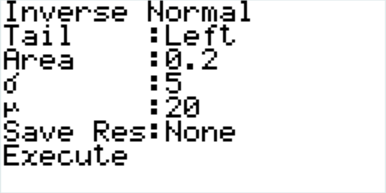 Inverse Normal
Tail :Left
Area :0.2
σ :5
μ :20
Save Res:None
Execute